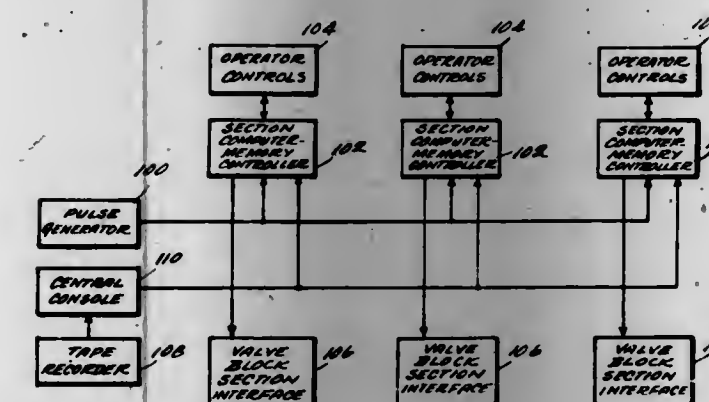 104
104
OPERATOR
CONTROLS
OPERATOR
CONTROLS
OPERATOR
CONTROLS
SECTION
COMPUTER-
MEMORY
CONTROLLER
102
SECTION
COMPUTER-
MEMORY
CONTROLLER
102
SECTION
COMPUTER-
MEMORY
CONTROLLER
100
PULSE
GENERATOR
110
CENTRAL
CONSOLE
TAPE
RECORDER
108
VALVE
BLOCK
SECTION
INTERFACE
106
VALVE
BLOCK
SECTION
INTERFACE
106
VALVE
BLOCK
SECTION
INTERFACE